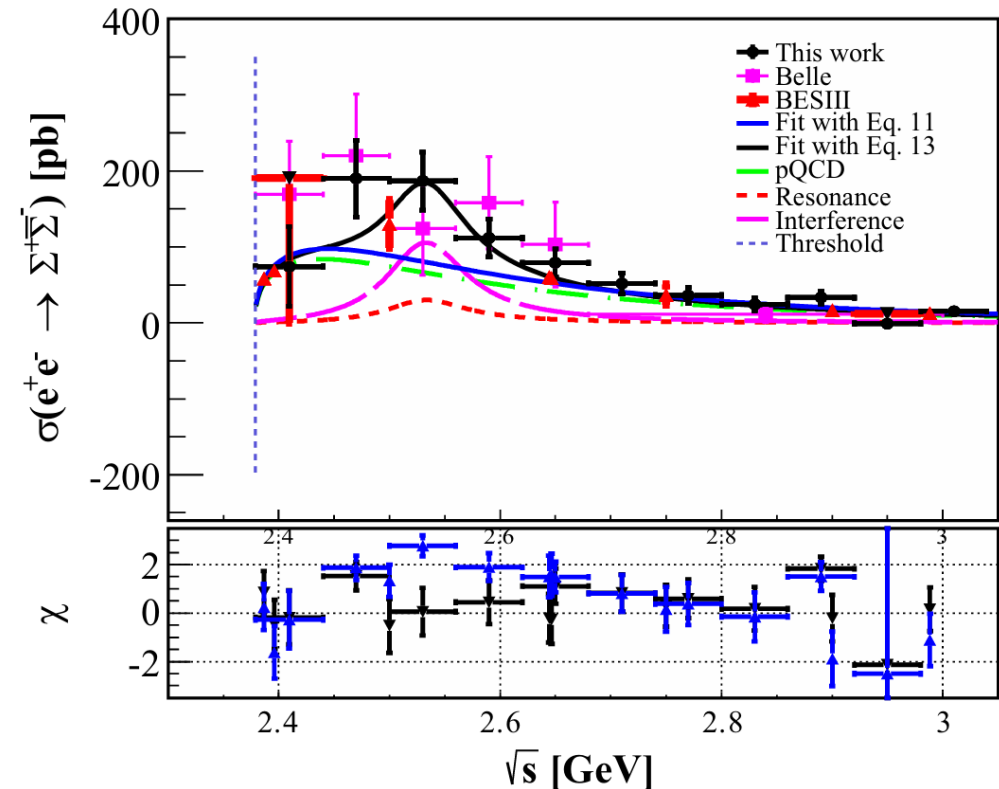 σ(e⁺e⁻ → Σ⁺Σ̅⁻) [pb]
400
200
0
-200
This work
Belle
BESIII
Fit with Eq. 11
Fit with Eq. 13
pQCD
Resonance
Interference
Threshold
2.4 2.6 2.8 3
χ
2
0
-2
2.4 2.6 2.8 3
√s [GeV]